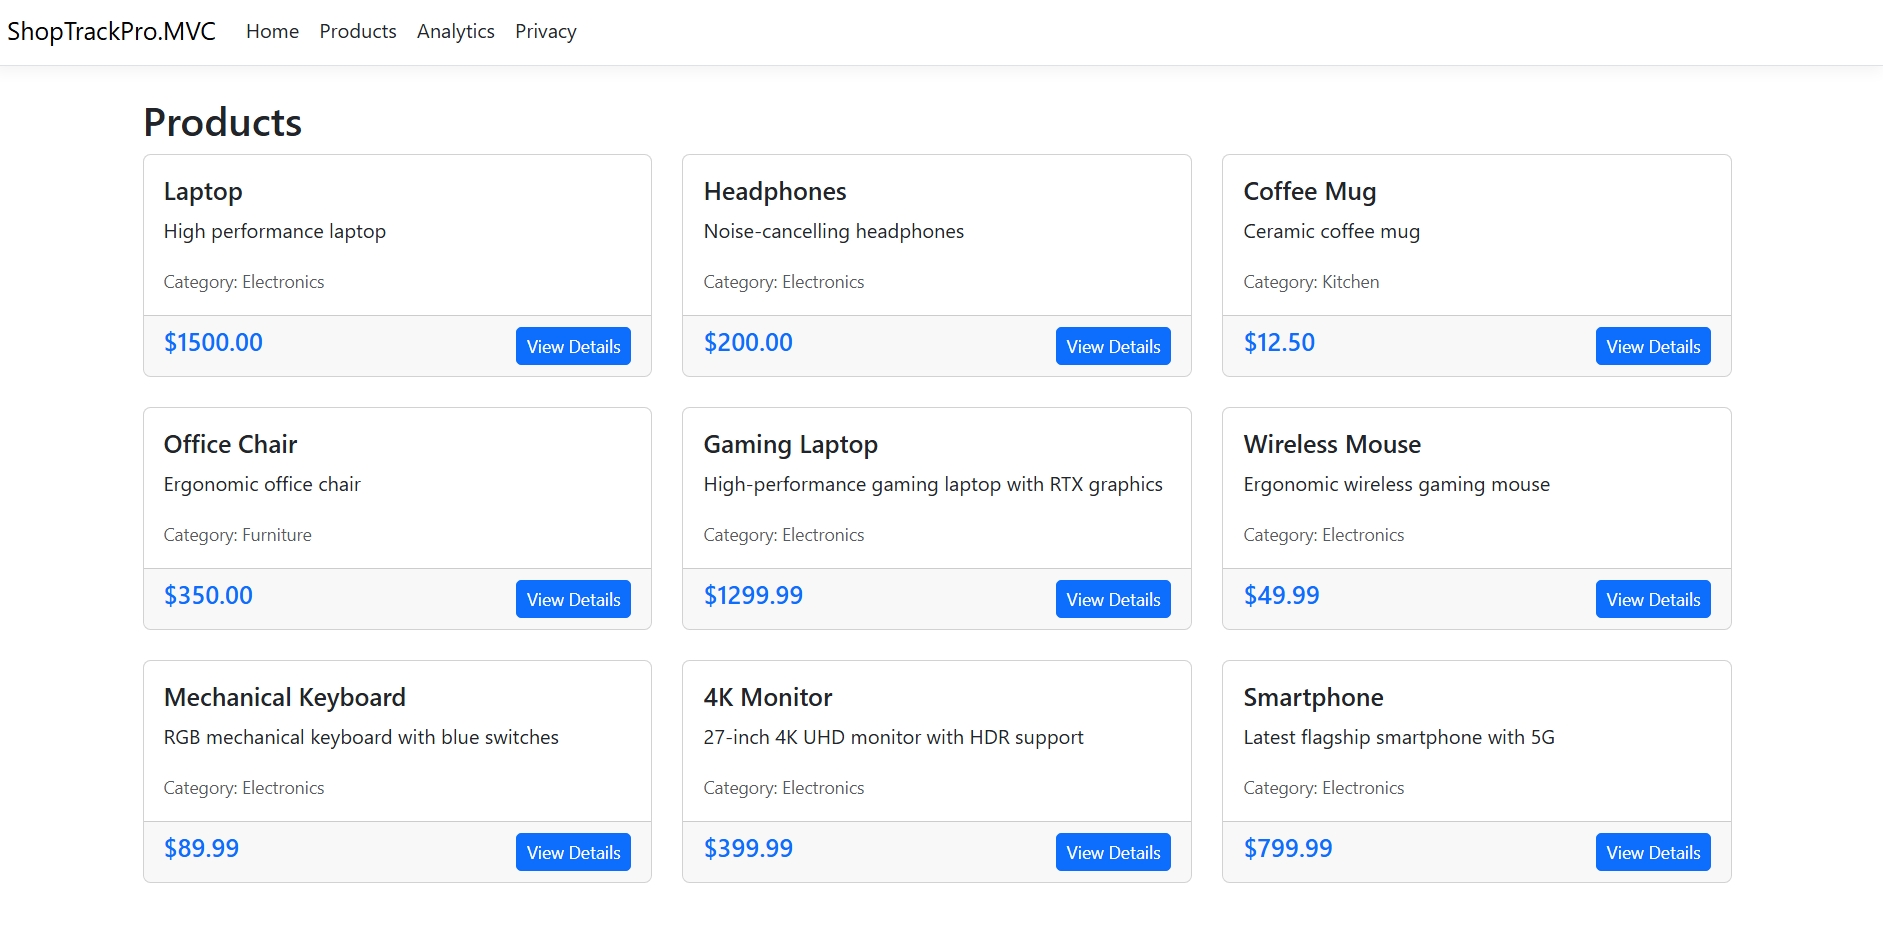 ShopTrackPro.MVC Home Products Analytics Privacy
Products
Laptop
High performance laptop
Category: Electronics
$1500.00 View Details
Headphones
Noise-cancelling headphones
Category: Electronics
$200.00 View Details
Coffee Mug
Ceramic coffee mug
Category: Kitchen
$12.50 View Details
Office Chair
Ergonomic office chair
Category: Furniture
$350.00 View Details
Gaming Laptop
High-performance gaming laptop with RTX graphics
Category: Electronics
$1299.99 View Details
Wireless Mouse
Ergonomic wireless gaming mouse
Category: Electronics
$49.99 View Details
Mechanical Keyboard
RGB mechanical keyboard with blue switches
Category: Electronics
$89.99 View Details
4K Monitor
27-inch 4K UHD monitor with HDR support
Category: Electronics
$399.99 View Details
Smartphone
Latest flagship smartphone with 5G
Category: Electronics
$799.99 View Details